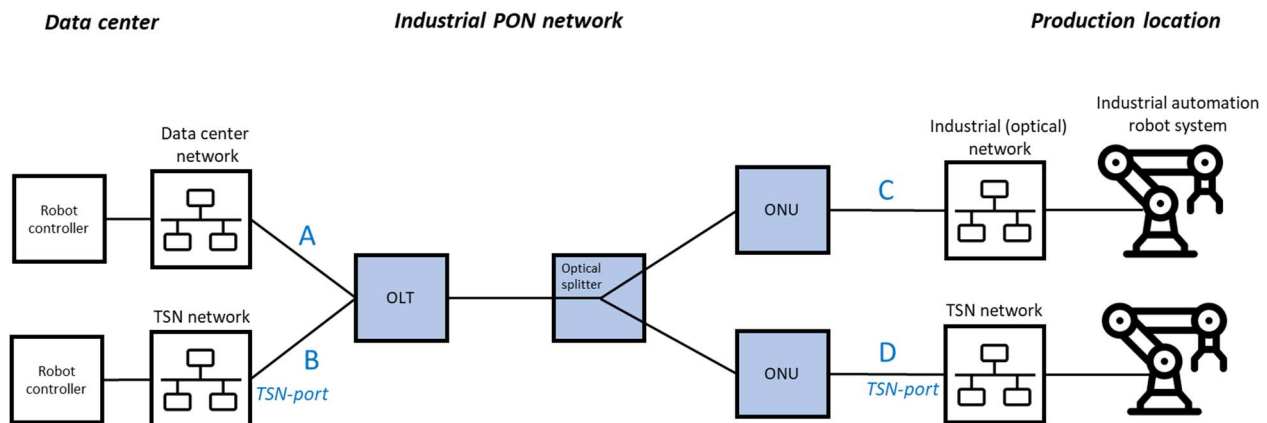 Data center
Industrial PON network
Production location
Industrial automation
robot system
Data center
network
Industrial (optical)
network
Robot
controller
A
OLT
Optical
splitter
ONU
C
TSN network
Robot
controller
B
TSN-port
ONU
D
TSN-port
TSN network